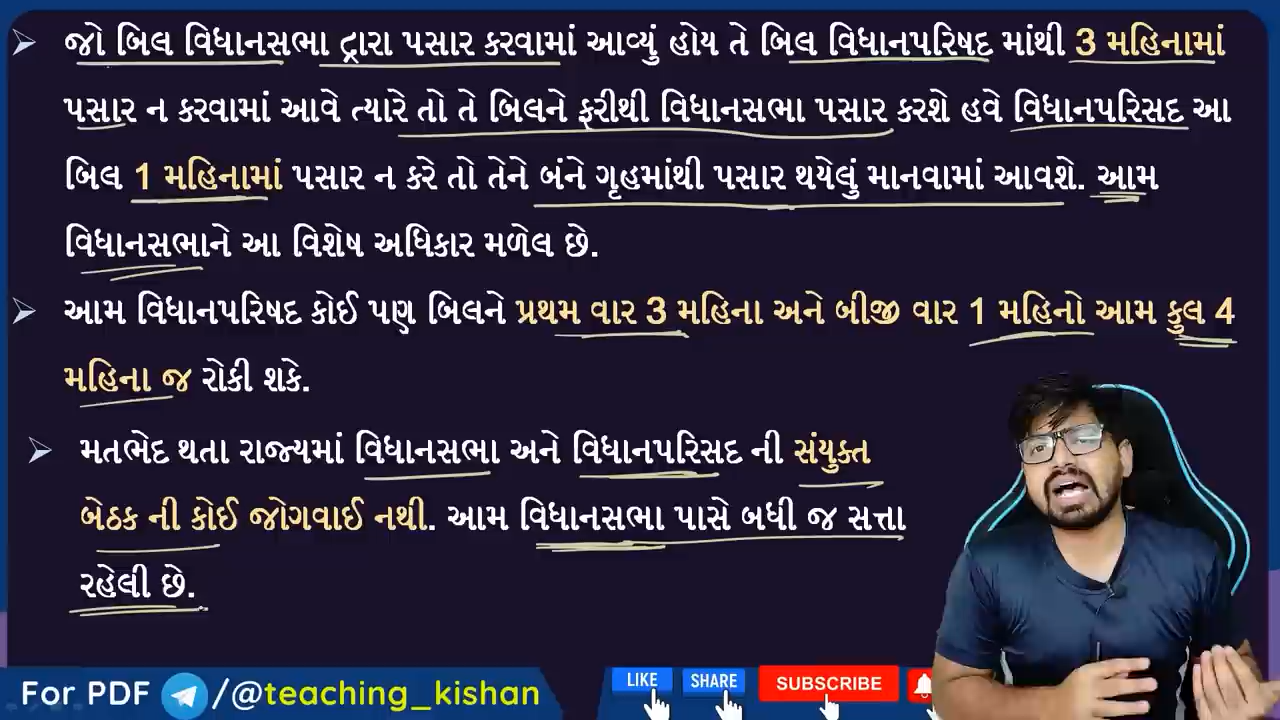 જો બિલ વિધાનસભા દ્રારા પસાર કરવામાં આવ્યું હોય તે બિલ વિધાનપરિષદ માંથી 3 મહિનામાં
પસાર ન કરવામાં આવે ત્યારે તો તે બિલને ફરીથી વિધાનસભા પસાર કરશે હવે વિધાનપરિસદ આ
બિલ 1 મહિનામાં પસાર ન કરે તો તેને બંને ગૃહમાંથી પસાર થયેલું માનવામાં આવશે. આમ
વિધાનસભાને આ વિશેષ અધિકાર મળેલ છે.
આમ વિધાનપરિષદ કોઈ પણ બિલને પ્રથમ વાર 3 મહિના અને બીજી વાર 1 મહિનો આમ કુલ 4
મહિના જ રોકી શકે.
મતભેદ થતા રાજ્યમાં વિધાનસભા અને વિધાનપરિસદ ની સંયુક્ત
બેઠક ની કોઈ જોગવાઈ નથી. આમ વિધાનસભા પાસે બધી જ સત્તા
રહેલી છે.
For PDF /@teaching_kishan
LIKE SHARE SUBSCRIBE